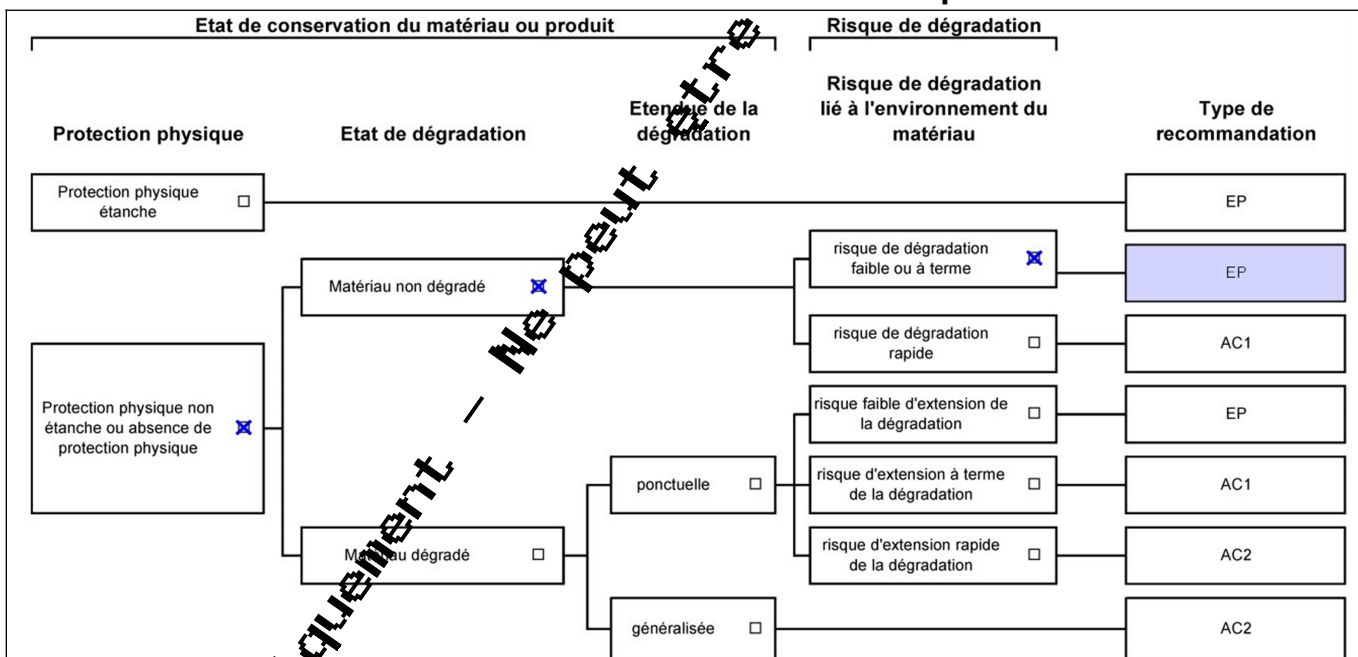 Etat de conservation du matériau ou produit
Risque de dégradation
Protection physique
Etat de dégradation
Etendue de la
dégradation
Risque de dégradation
lié à l'environnement du
matériau
Type de
recommandation
Protection physique
étanche
EP
Matériau non dégradé
risque de dégradation
faible ou à terme
EP
risque de dégradation
rapide
AC1
Protection physique non
étanche ou absence de
protection physique
risque faible d'extension de
la dégradation
EP
ponctuelle
risque d'extension à terme
de la dégradation
AC1
Matériau dégradé
risque d'extension rapide
de la dégradation
AC2
généralisée
AC2
quement – Ne peut etre